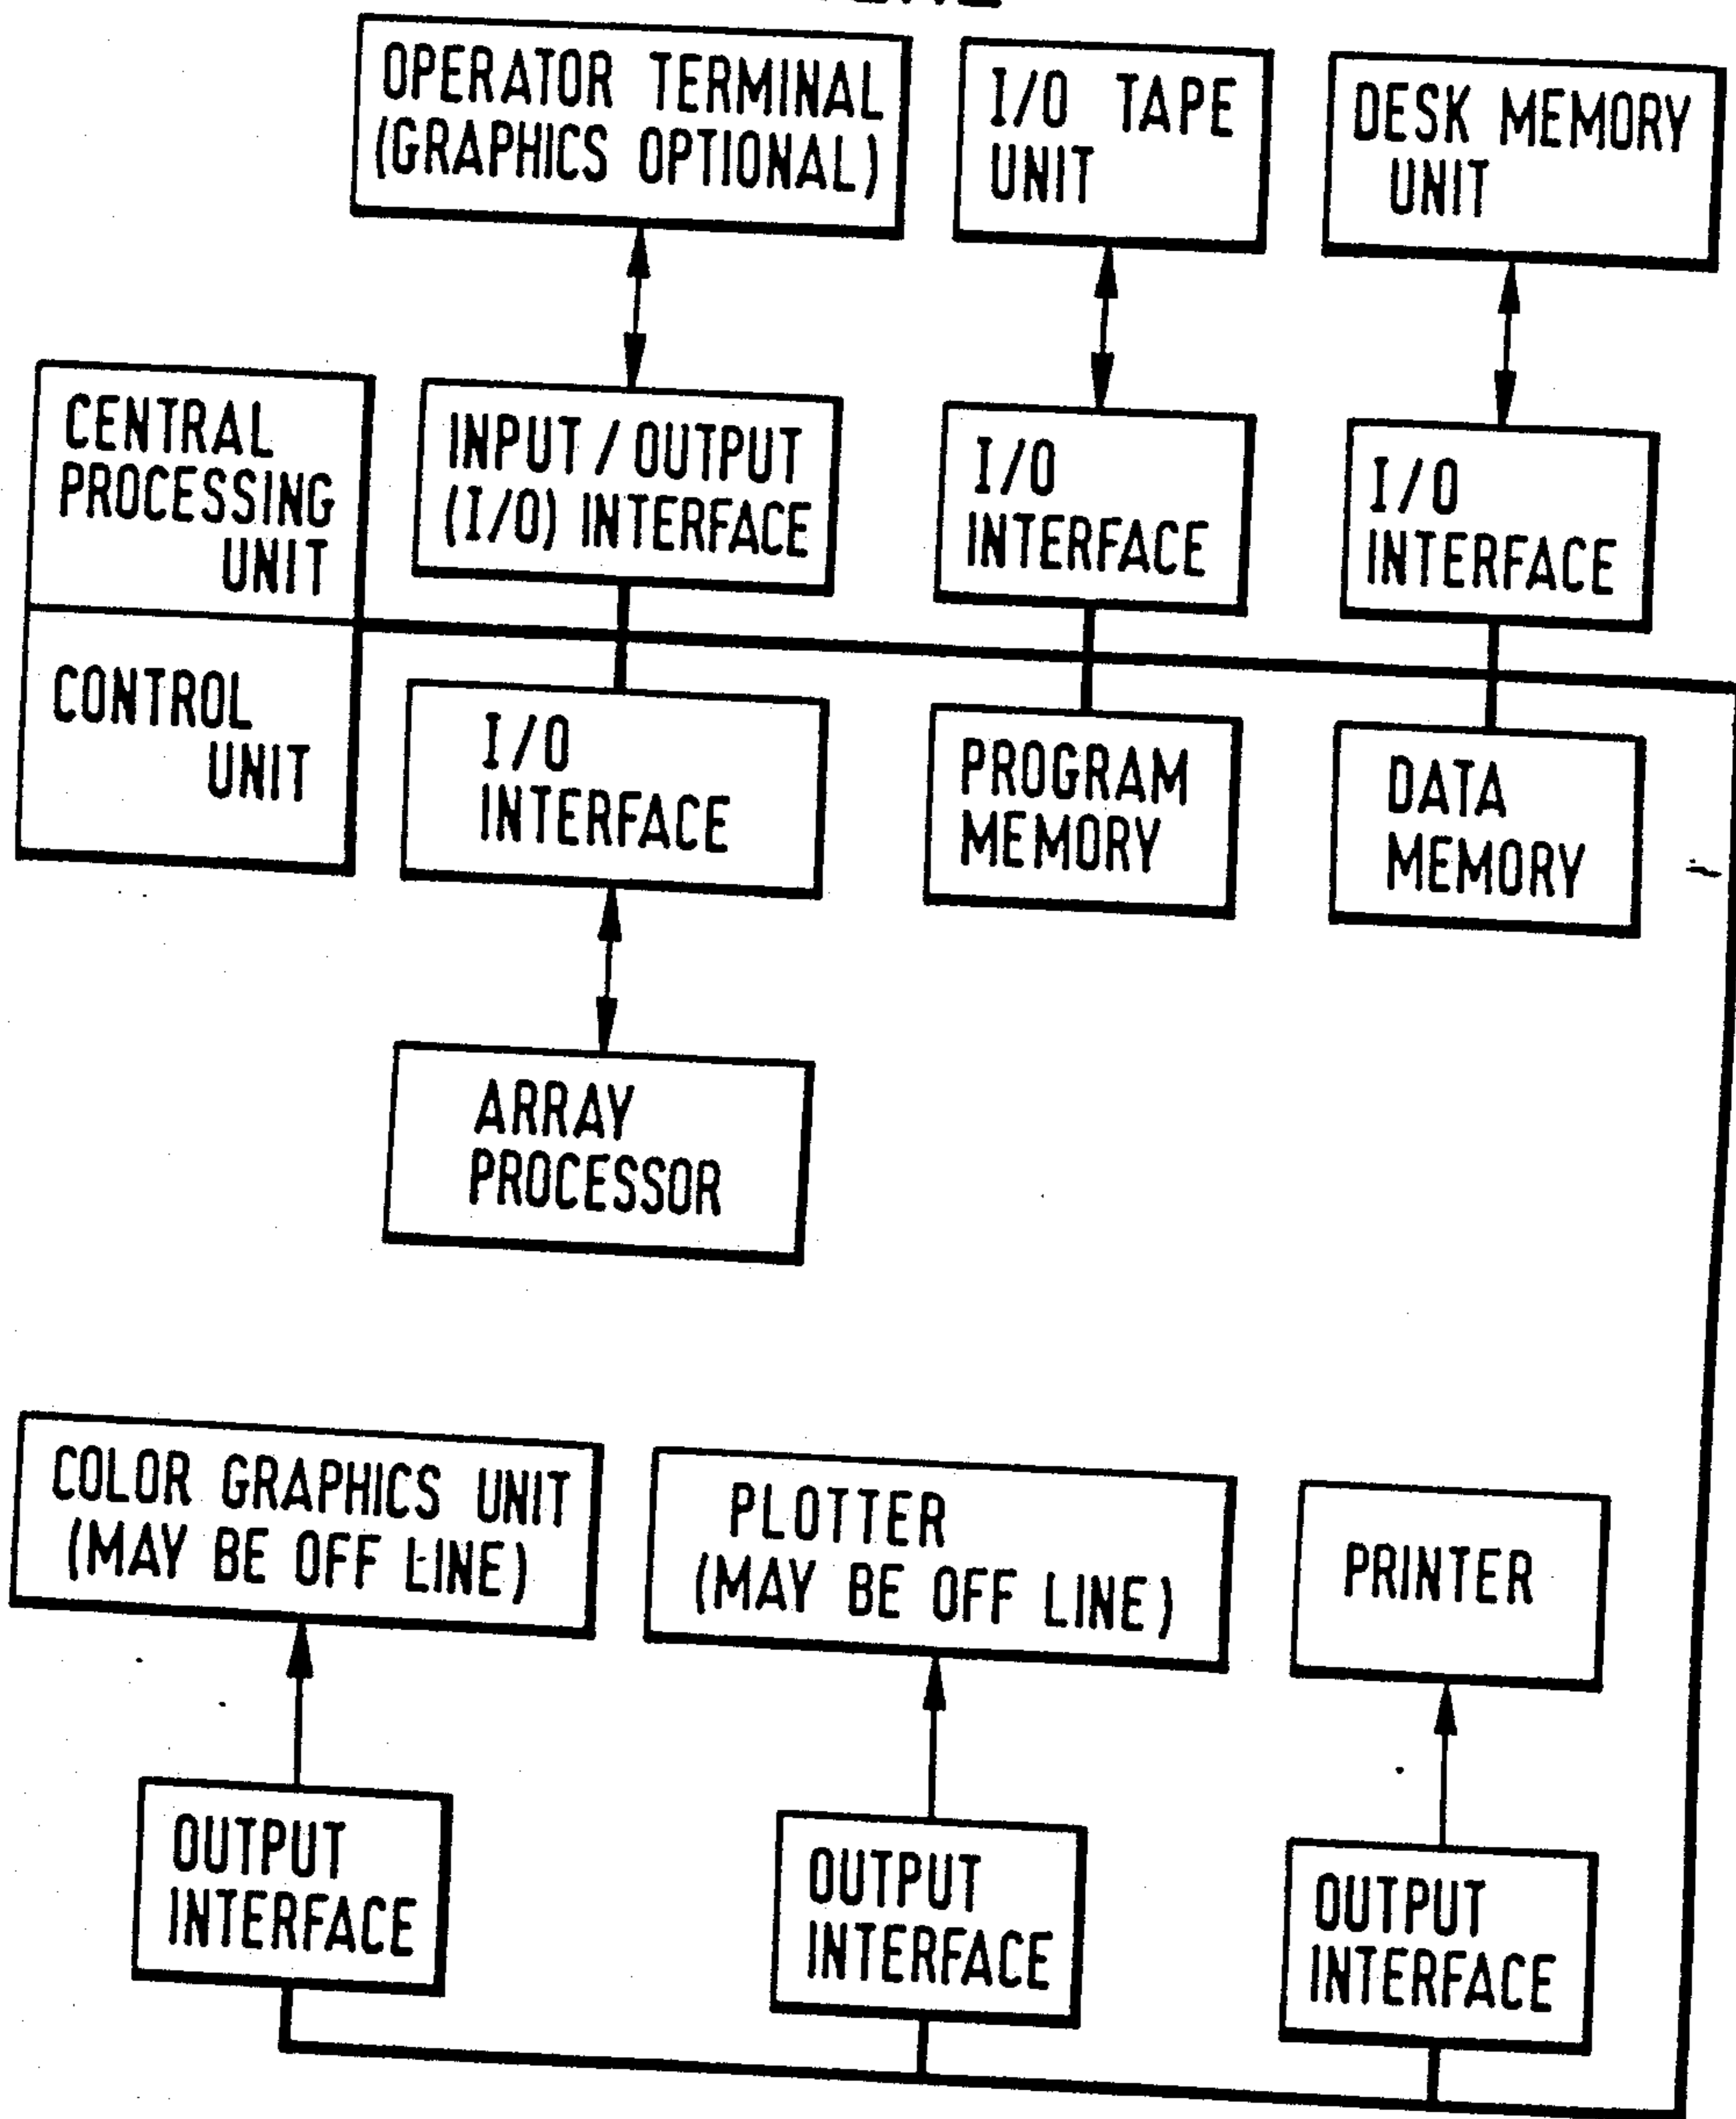 OPERATOR TERMINAL
(GRAPHICS OPTIONAL)
I/O TAPE
UNIT
DESK MEMORY
UNIT
CENTRAL
PROCESSING
UNIT
INPUT / OUTPUT
(I/O) INTERFACE
I/O
INTERFACE
I/O
INTERFACE
CONTROL
UNIT
I/O
INTERFACE
PROGRAM
MEMORY
DATA
MEMORY
ARRAY
PROCESSOR
COLOR GRAPHICS UNIT
(MAY BE OFF LINE)
PLOTTER
(MAY BE OFF LINE)
PRINTER
OUTPUT
INTERFACE
OUTPUT
INTERFACE
OUTPUT
INTERFACE